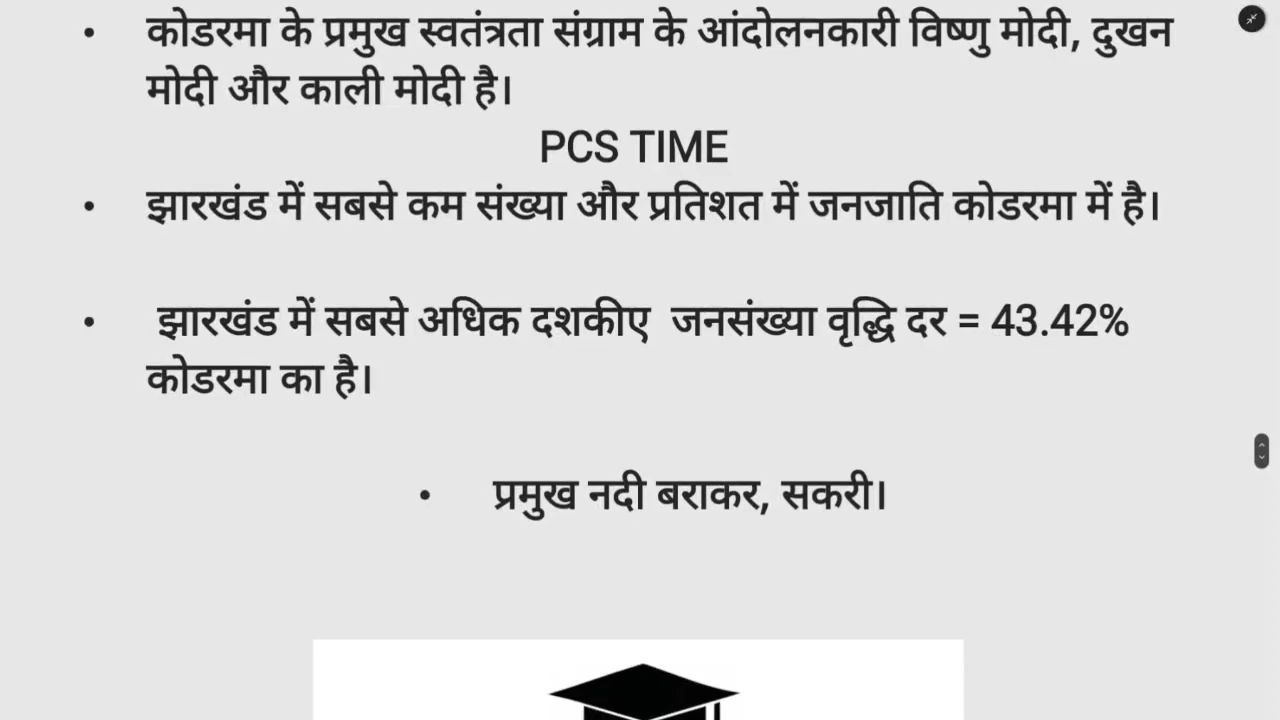 • कोडरमा के प्रमुख स्वतंत्रता संग्राम के आंदोलनकारी विष्णु मोदी, दुखन
मोदी और काली मोदी है।
PCS TIME
• झारखंड में सबसे कम संख्या और प्रतिशत में जनजाति कोडरमा में है।
• झारखंड में सबसे अधिक दशकीए जनसंख्या वृद्धि दर = 43.42%
कोडरमा का है।
• प्रमुख नदी बराकर, सकरी।